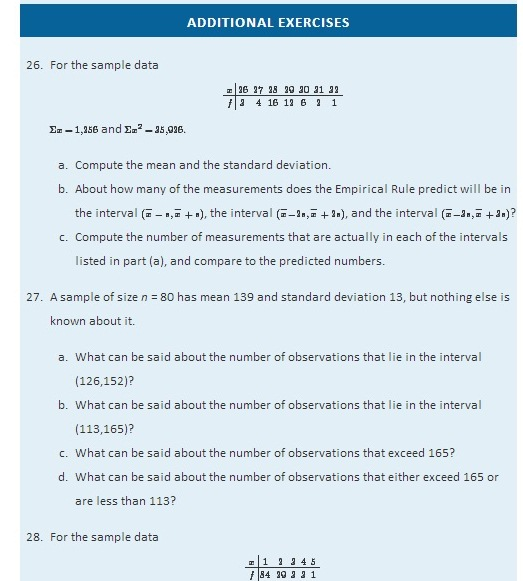 ADDITIONAL EXERCISES
26. For the sample data
x 26 27 28 29 30 31 32
f 3 4 16 12 6 2 1
Σx = 1,256 and Σx² = 35,926.
a. Compute the mean and the standard deviation.
b. About how many of the measurements does the Empirical Rule predict will be in
the interval (x̅ − s, x̅ + s), the interval (x̅ − 2s, x̅ + 2s), and the interval (x̅ − 3s, x̅ + 3s)?
c. Compute the number of measurements that are actually in each of the intervals
listed in part (a), and compare to the predicted numbers.
27. A sample of size n = 80 has mean 139 and standard deviation 13, but nothing else is
known about it.
a. What can be said about the number of observations that lie in the interval
(126,152)?
b. What can be said about the number of observations that lie in the interval
(113,165)?
c. What can be said about the number of observations that exceed 165?
d. What can be said about the number of observations that either exceed 165 or
are less than 113?
28. For the sample data
x 1 2 3 4 5
f 84 29 3 3 1